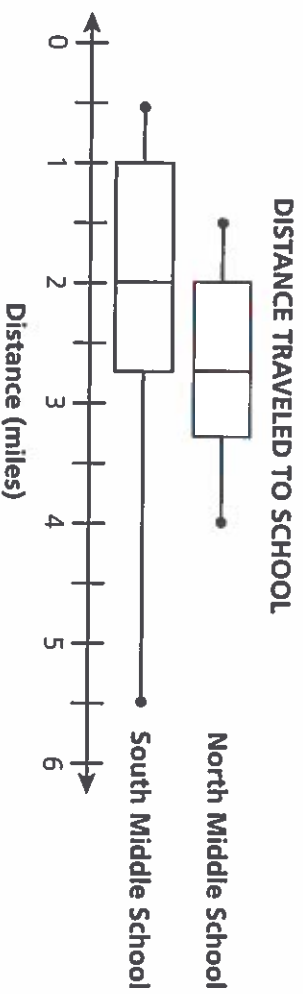 DISTANCE TRAVELED TO SCHOOL
North Middle School
South Middle School
0 1 2 3 4 5 6
Distance (miles)